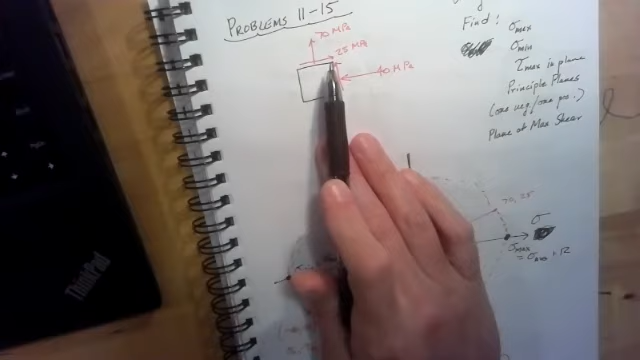 PROBLEMS 11-15
70 MPa
25 MPa
40 MPa
Find: σmax
σmin
τmax in plane
Principle Planes
(one neg/one pos.)
Plane of Max Shear
σ
σmax
= σavg + R
ThinkPad